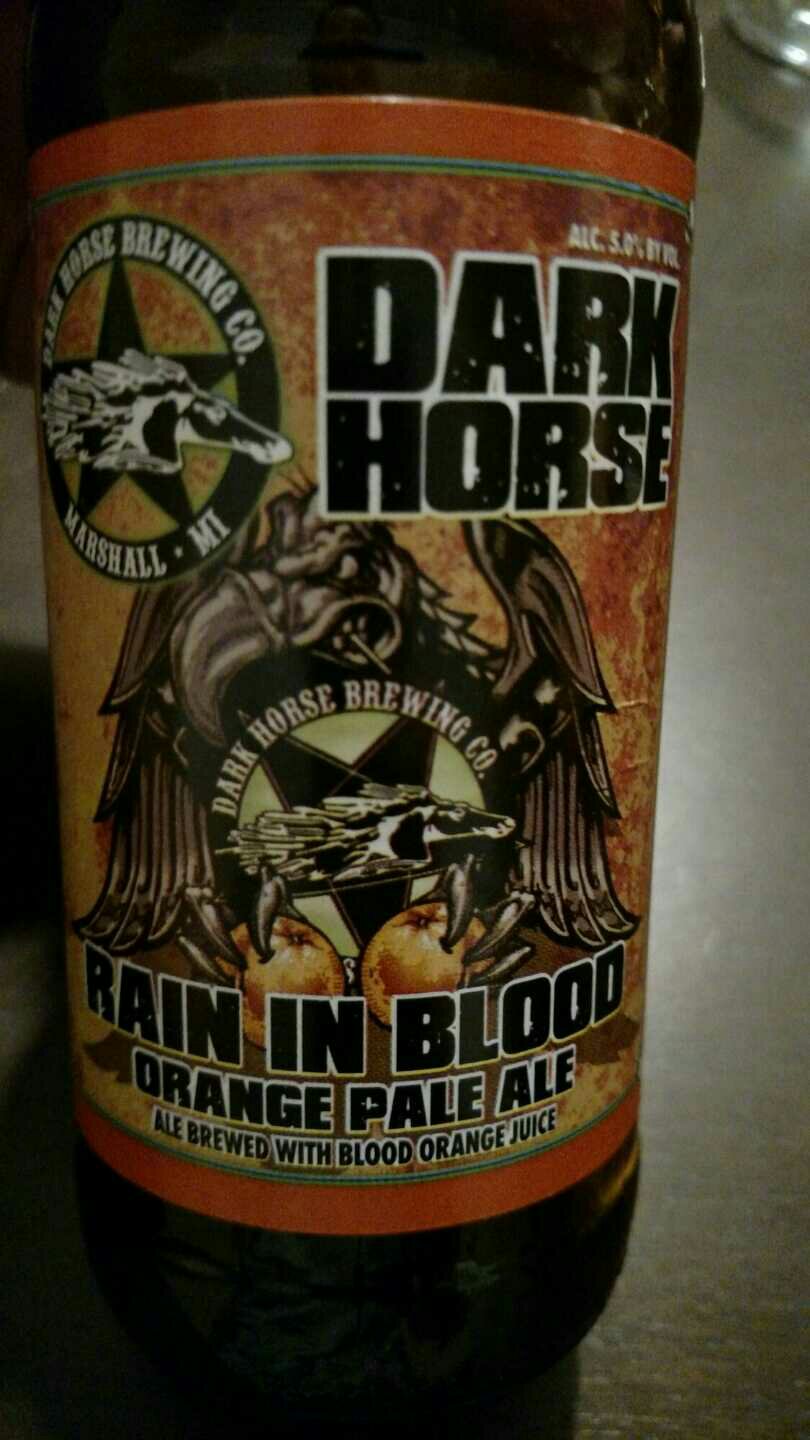 DARK HORSE BREWING CO.
MARSHALL · MI
ALC. 5.0% BY VOL.
DARK
HORSE
DARK HORSE BREWING CO.
RAIN IN BLOOD
ORANGE PALE ALE
ALE BREWED WITH BLOOD ORANGE JUICE